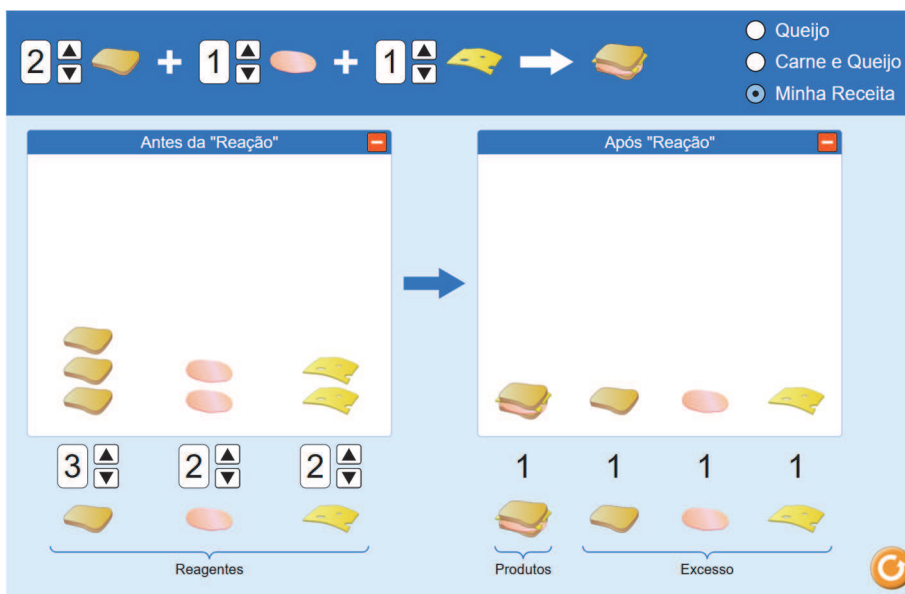 2 + 1 + 1
Queijo
Carne e Queijo
Minha Receita
Antes da "Reação"
Após "Reação"
3 2 2
1 1 1 1
Reagentes
Produtos
Excesso